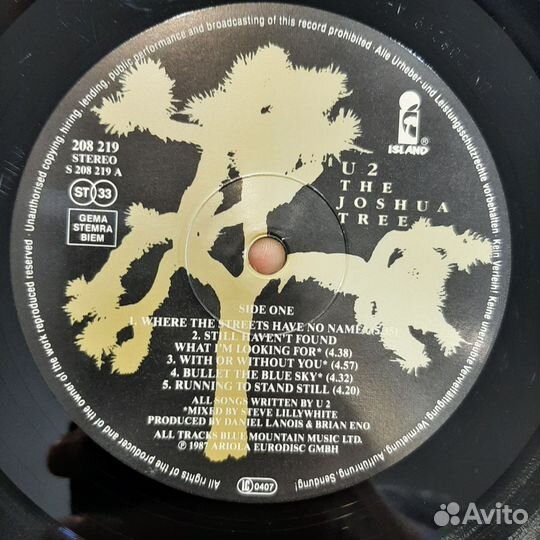 All rights of the producer and of the owner of the work reproduced reserved · Unauthorised copying, hiring, lending, public performance and broadcasting of this record prohibited · Alle Urheber-und Leistungsschutzrechte vorbehalten · Kein Verleih! Keine unerlaubte Vervielfältigung, Vermietung, Aufführung, Sendung!
208 219
STEREO
S 208 219 A
ST 33
GEMA
STEMRA
BIEM
ISLAND®
U 2
THE
JOSHUA
TREE
SIDE ONE
1. WHERE THE STREETS HAVE NO NAME*
2. STILL HAVEN'T FOUND
WHAT I'M LOOKING FOR* (4.38)
3. WITH OR WITHOUT YOU* (4.57)
4. BULLET THE BLUE SKY* (4.32)
5. RUNNING TO STAND STILL (4.20)
ALL SONGS WRITTEN BY U 2
*MIXED BY STEVE LILLYWHITE
PRODUCED BY DANIEL LANOIS & BRIAN ENO
ALL TRACKS BLUE MOUNTAIN MUSIC LTD.
℗ 1987 ARIOLA EURODISC GMBH
LC 0407
Avito